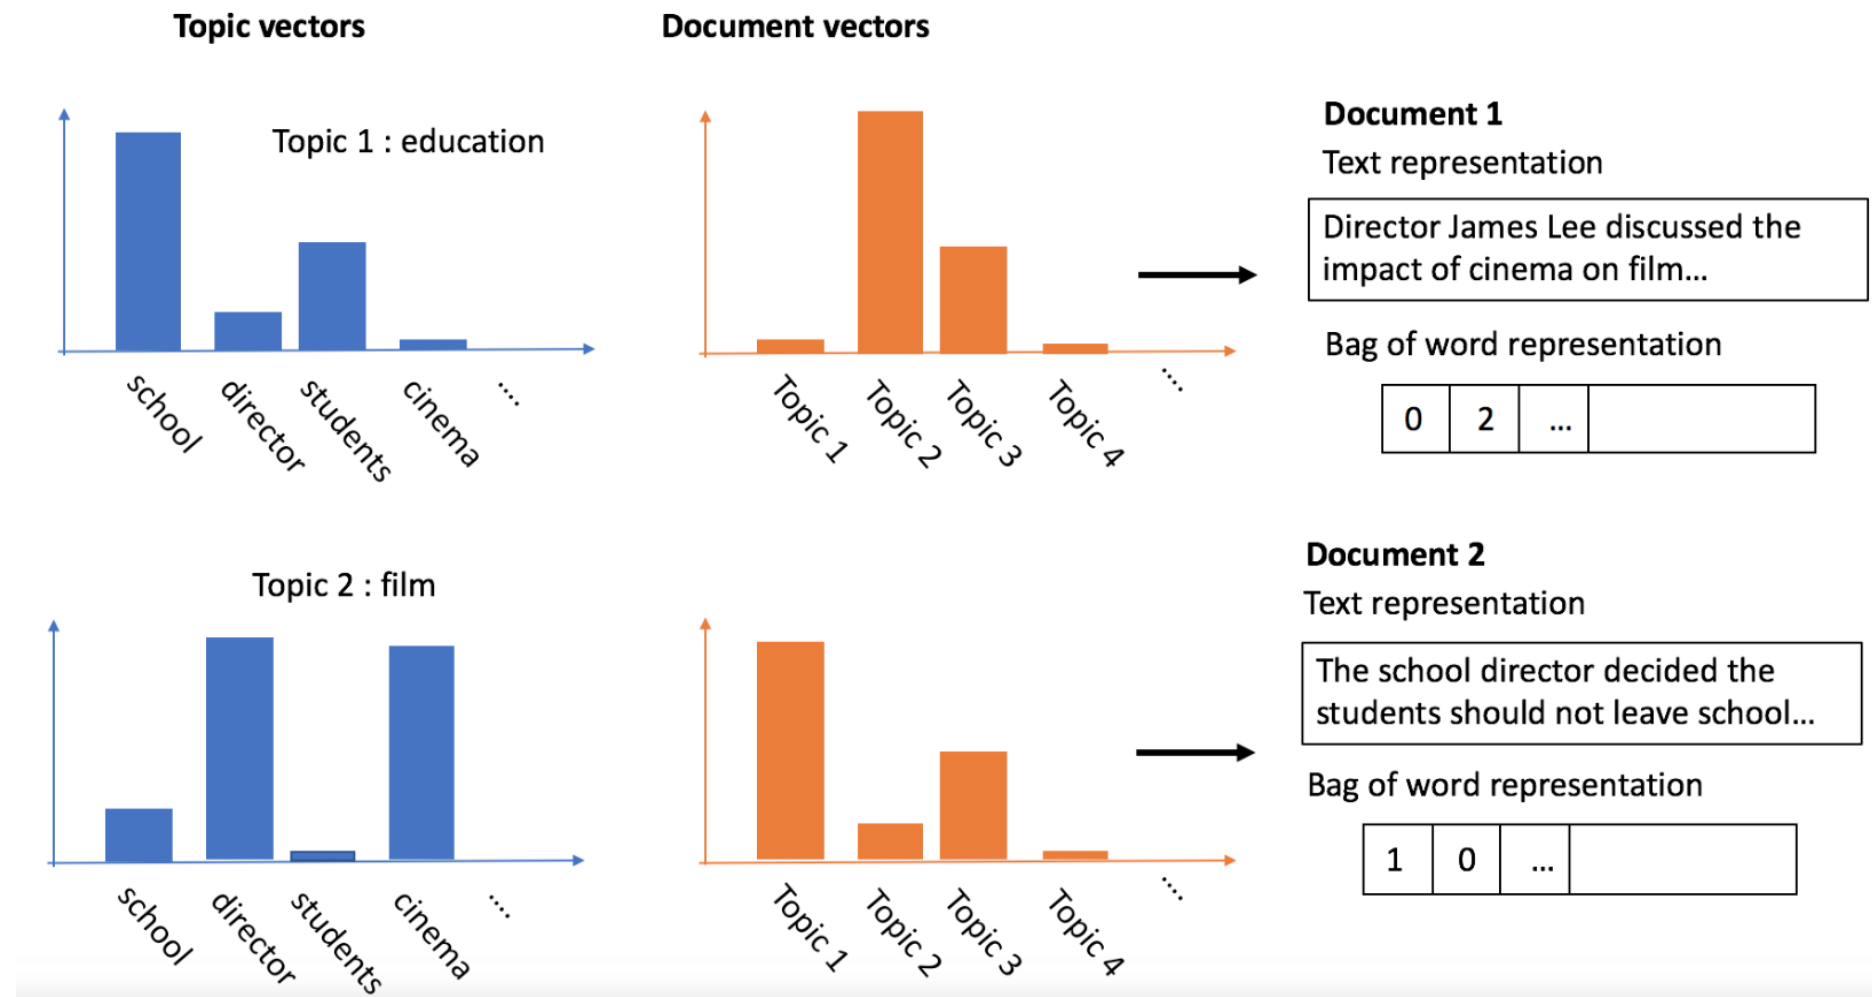 Topic vectors
Document vectors
Topic 1 : education
school
director
students
cinema
....
Topic 1
Topic 2
Topic 3
Topic 4
....
Document 1
Text representation
Director James Lee discussed the
impact of cinema on film...
Bag of word representation
0 2 ...
Topic 2 : film
school
director
students
cinema
....
Topic 1
Topic 2
Topic 3
Topic 4
....
Document 2
Text representation
The school director decided the
students should not leave school...
Bag of word representation
1 0 ...